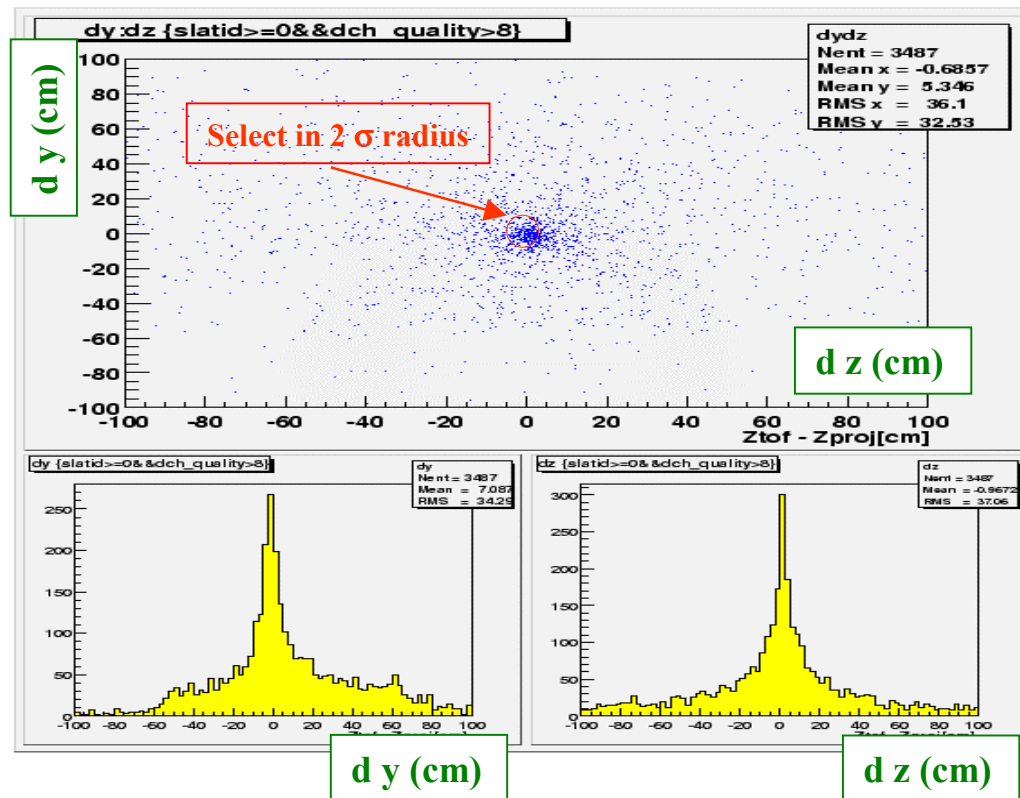 dy:dz {slatid>=0&&dch_quality>8}
dydz
Nent = 3487
Mean x = -0.6857
Mean y = 5.346
RMS x = 36.1
RMS y = 32.53
d y (cm)
Select in 2 σ radius
100
80
60
40
20
0
-20
-40
-60
-80
-100
-100 -80 -60 -40 -20 0 20 40 60 80 100
Ztof - Zproj[cm]
d z (cm)
dy {slatid>=0&&dch_quality>8}
dy
Nent = 3487
Mean = 7.087
RMS = 34.29
250
200
150
100
50
0
-100 -80 -60 -40 -20 0 20 40 60 80 100
Ztof - Zproj[cm]
d y (cm)
dz {slatid>=0&&dch_quality>8}
dz
Nent = 3487
Mean = -0.9672
RMS = 37.06
300
250
200
150
100
50
0
-100 -80 -60 -40 -20 0 20 40 60 80 100
Ztof - Zproj[cm]
d z (cm)